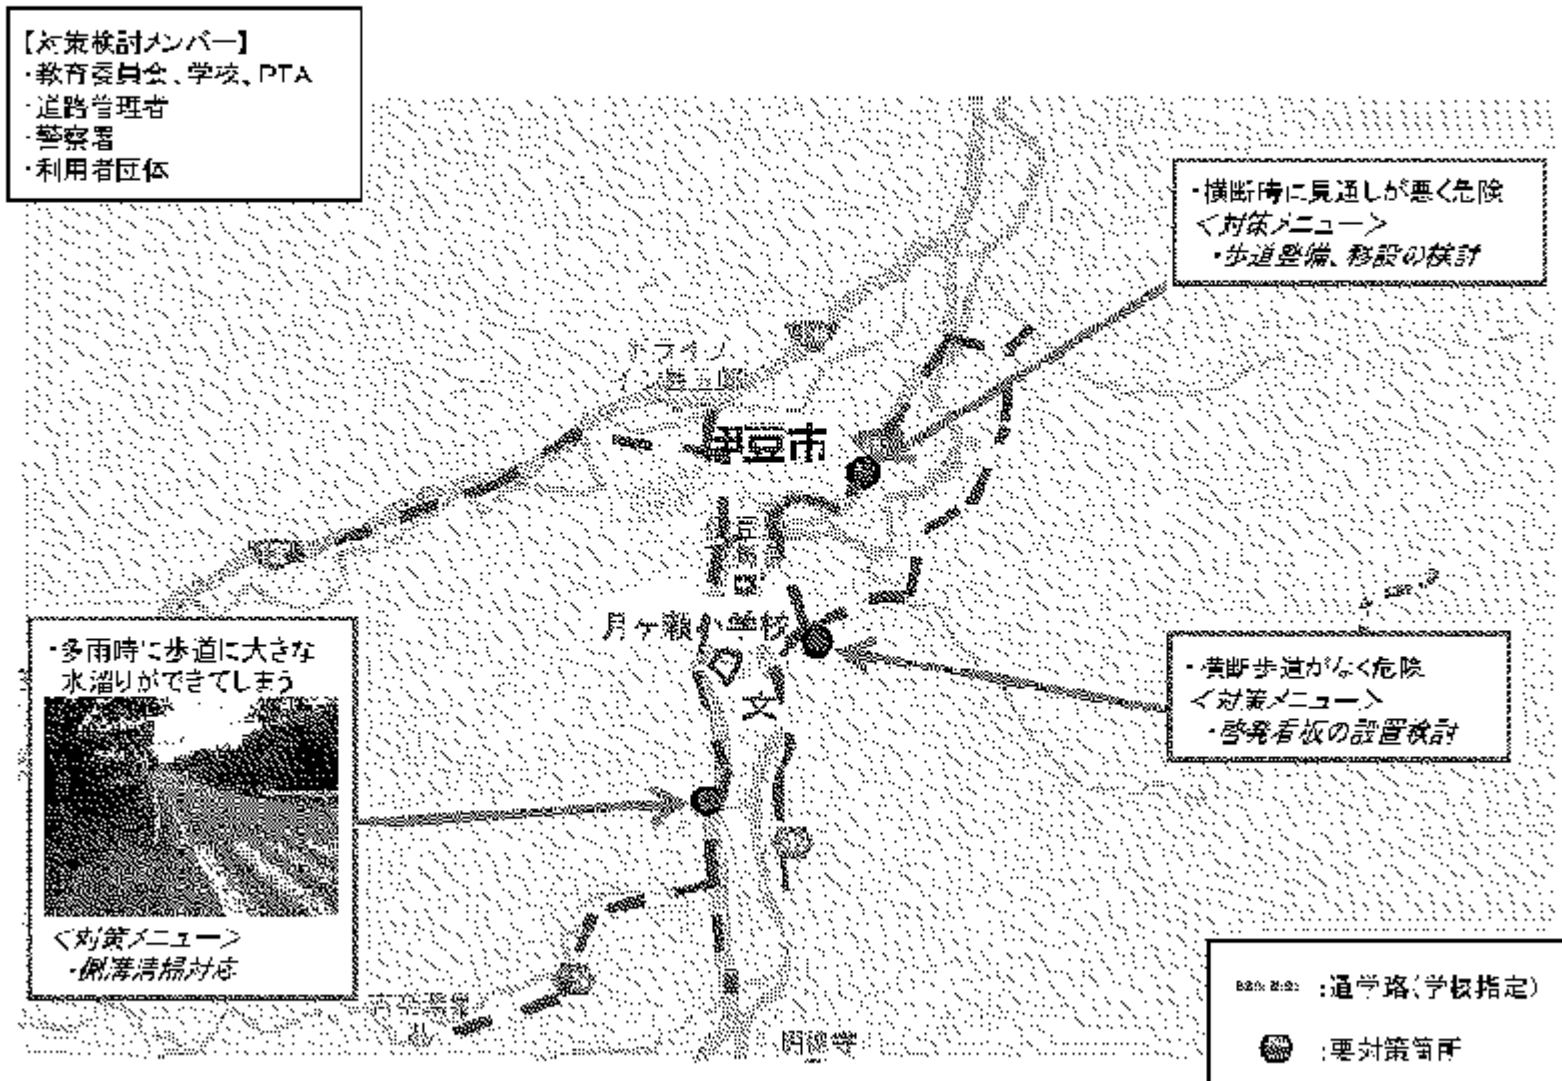 【対策検討メンバー】
・教育委員会、学校、PTA
・道路管理者
・警察署
・利用者団体
・横断時に見通しが悪く危険
＜対策メニュー＞
・歩道整備、移設の検討
伊豆市
月ヶ瀬小学校
文
・多雨時に歩道に大きな
水溜りができてしまう
＜対策メニュー＞
・側溝清掃対応
・横断歩道がなく危険
＜対策メニュー＞
・啓発看板の設置検討
：通学路（学校指定）
：要対策箇所